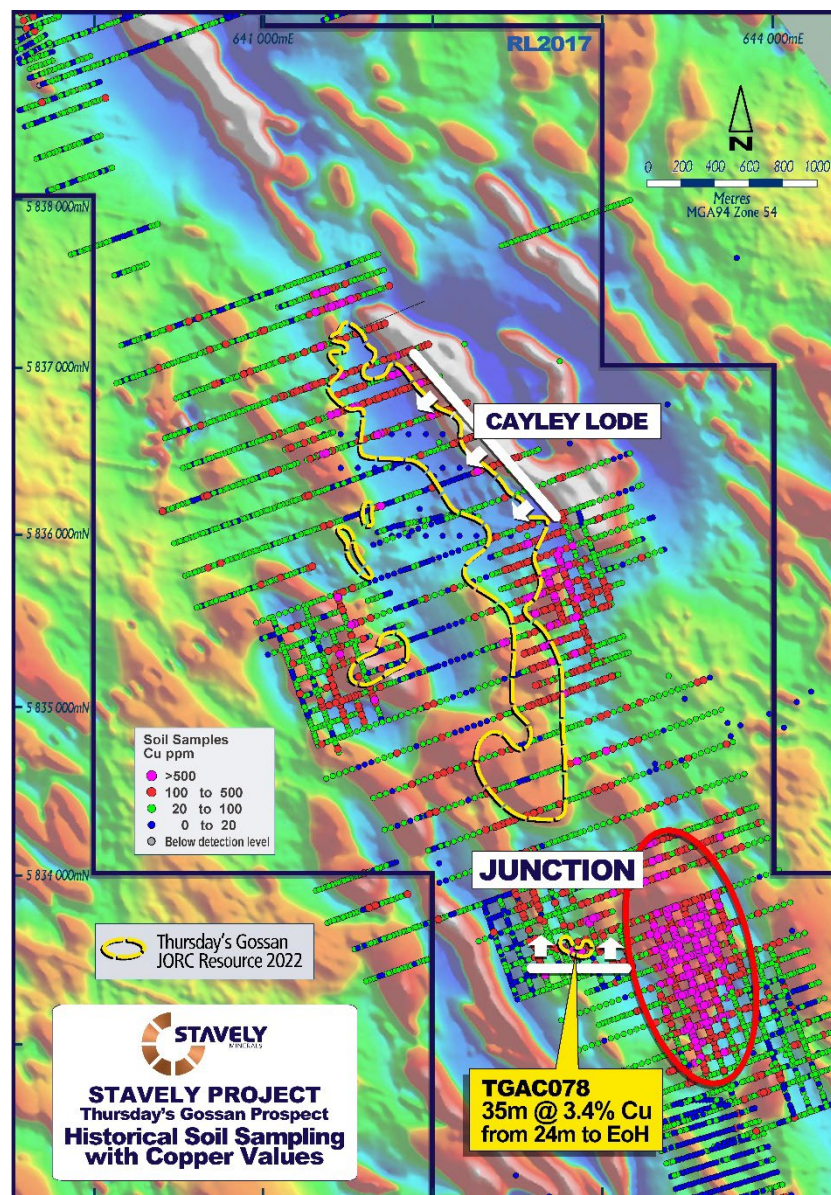 641 000mE
RL2017
644 000mE
N
0 200 400 600 800 1000
Metres
MGA94 Zone 54
5 838 000mN
5 837 000mN
CAYLEY LODE
5 836 000mN
5 835 000mN
Soil Samples
Cu ppm
>500
100 to 500
20 to 100
0 to 20
Below detection level
5 834 000mN
JUNCTION
Thursday's Gossan
JORC Resource 2022
STAVELY
MINERALS
STAVELY PROJECT
Thursday's Gossan Prospect
Historical Soil Sampling
with Copper Values
TGAC078
35m @ 3.4% Cu
from 24m to EoH